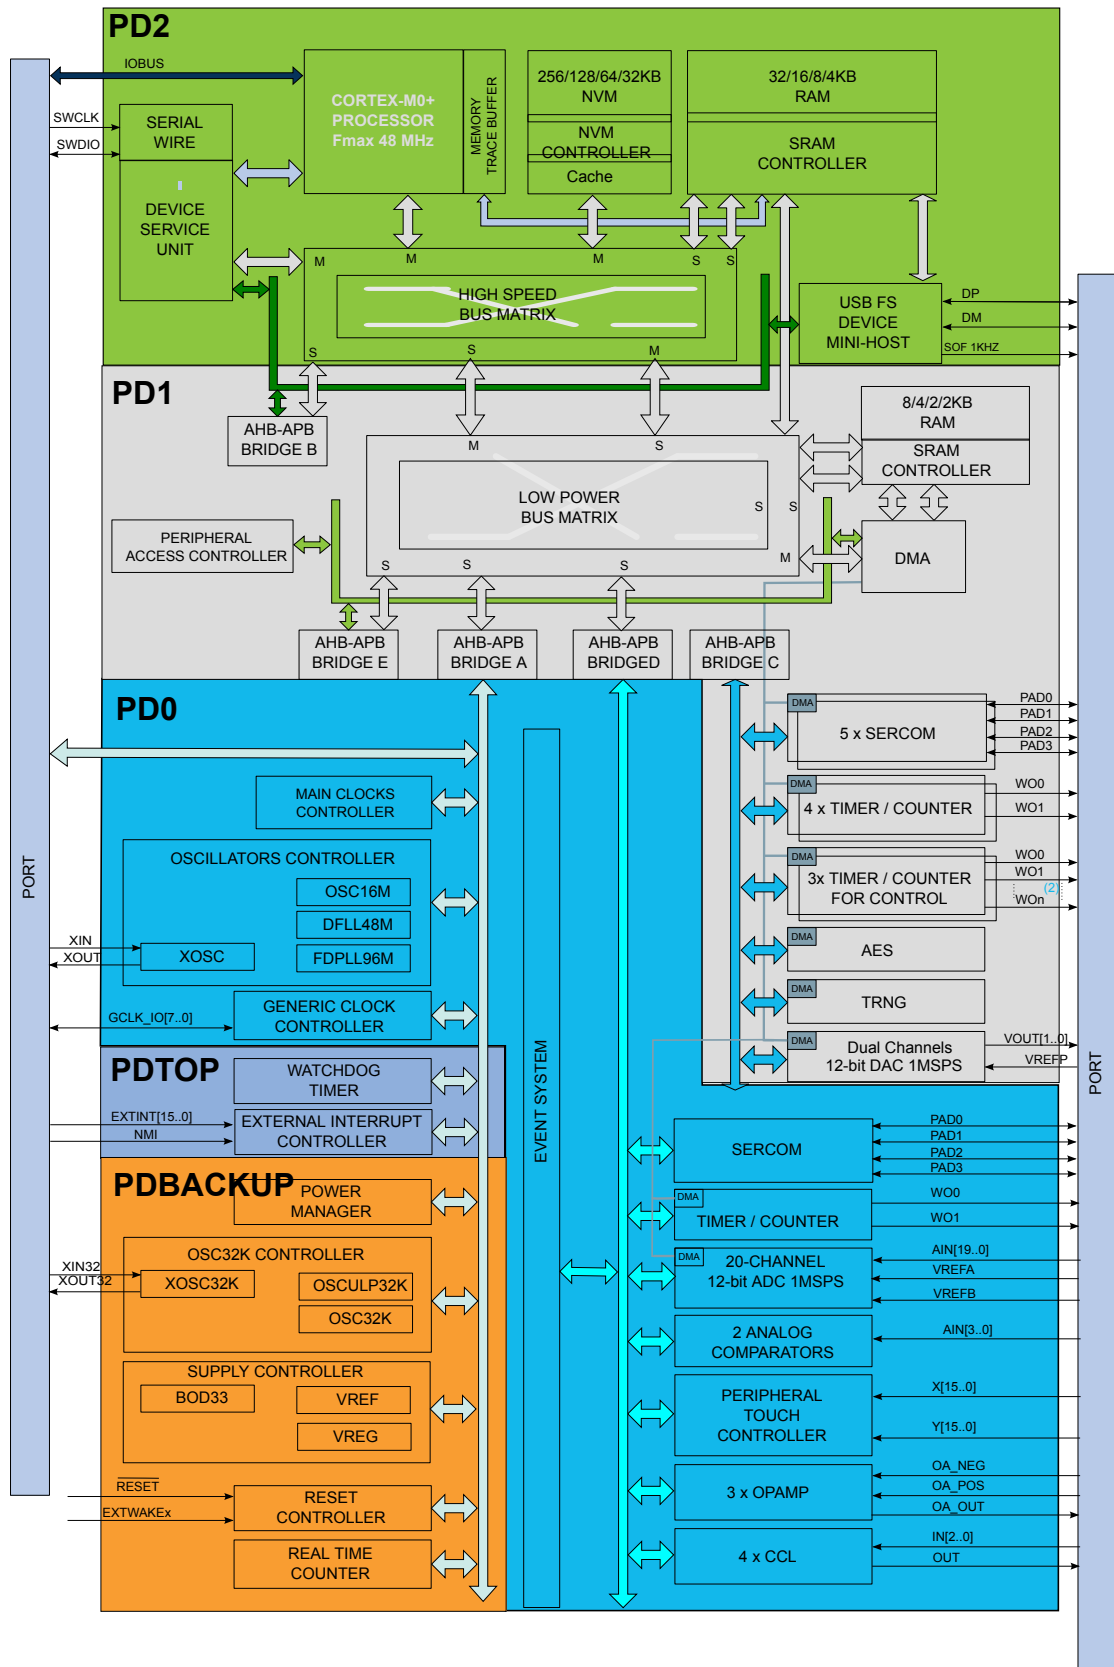 PD2
IOBUS
SWCLK
SWDIO
SERIAL
WIRE
DEVICE
SERVICE
UNIT
CORTEX-M0+
PROCESSOR
Fmax 48 MHz
MEMORY
TRACE BUFFER
256/128/64/32KB
NVM
NVM
CONTROLLER
Cache
32/16/8/4KB
RAM
SRAM
CONTROLLER
M
M
M
S
S
HIGH SPEED
BUS MATRIX
S
S
M
USB FS
DEVICE
MINI-HOST
DP
DM
SOF 1KHZ
PD1
AHB-APB
BRIDGE B
8/4/2/2KB
RAM
SRAM
CONTROLLER
M
S
LOW POWER
BUS MATRIX
S
S
M
S
S
S
PERIPHERAL
ACCESS CONTROLLER
DMA
AHB-APB
BRIDGE E
AHB-APB
BRIDGE A
AHB-APB
BRIDGED
AHB-APB
BRIDGE C
PD0
DMA
5 x SERCOM
PAD0
PAD1
PAD2
PAD3
MAIN CLOCKS
CONTROLLER
DMA
4 x TIMER / COUNTER
WO0
WO1
PORT
OSCILLATORS CONTROLLER
OSC16M
DFLL48M
FDPLL96M
XOSC
XIN
XOUT
DMA
3x TIMER / COUNTER
FOR CONTROL
WO0
WO1
(2)
WOn
PORT
DMA
AES
DMA
TRNG
GCLK_IO[7..0]
GENERIC CLOCK
CONTROLLER
DMA
Dual Channels
12-bit DAC 1MSPS
VOUT[1..0]
VREFP
PDTOP
WATCHDOG
TIMER
EXTINT[15..0]
NMI
EXTERNAL INTERRUPT
CONTROLLER
EVENT SYSTEM
SERCOM
PAD0
PAD1
PAD2
PAD3
PDBACKUP
POWER
MANAGER
DMA
TIMER / COUNTER
WO0
WO1
OSC32K CONTROLLER
XOSC32K
OSCULP32K
OSC32K
XIN32
XOUT32
DMA
20-CHANNEL
12-bit ADC 1MSPS
AIN[19..0]
VREFA
VREFB
2 ANALOG
COMPARATORS
AIN[3..0]
SUPPLY CONTROLLER
BOD33
VREF
VREG
PERIPHERAL
TOUCH
CONTROLLER
X[15..0]
Y[15..0]
RESET
EXTWAKEx
RESET
CONTROLLER
3 x OPAMP
OA_NEG
OA_POS
OA_OUT
REAL TIME
COUNTER
4 x CCL
IN[2..0]
OUT